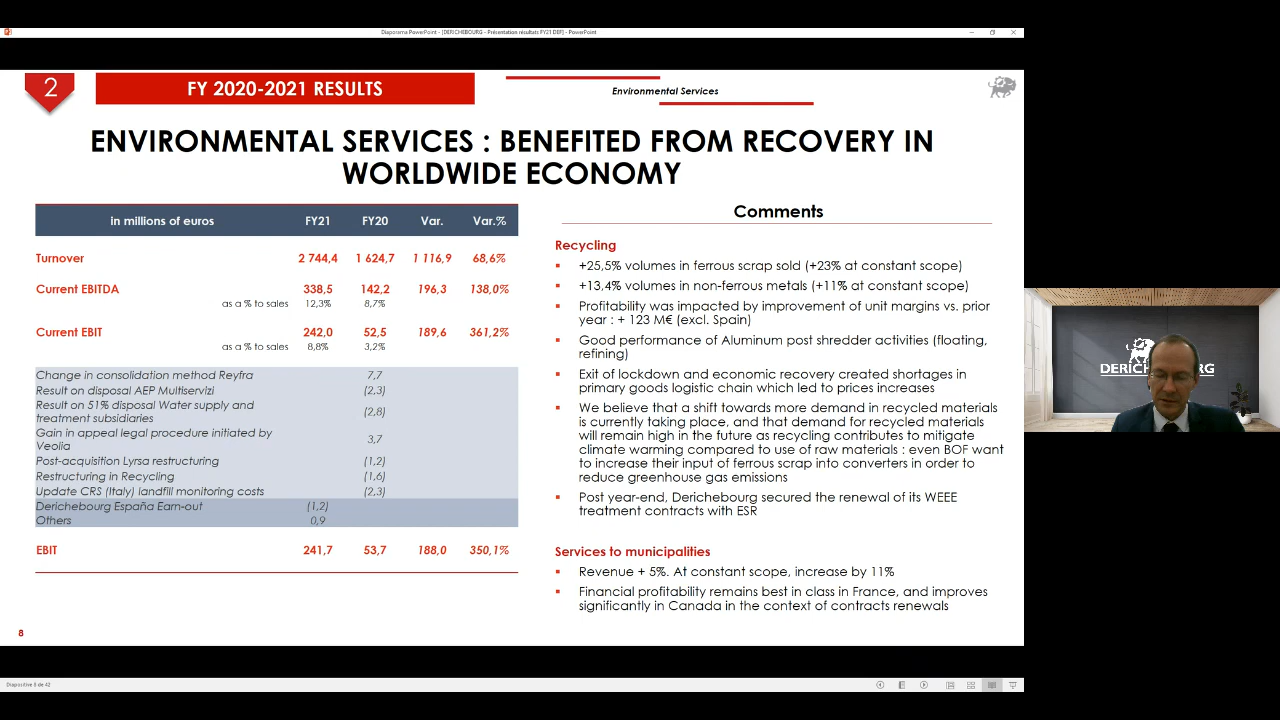 Diaporama PowerPoint - [DERICHEBOURG - Présentation résultats FY21 DEF] - PowerPoint
2
FY 2020-2021 RESULTS
Environmental Services
ENVIRONMENTAL SERVICES : BENEFITED FROM RECOVERY IN
WORLDWIDE ECONOMY
in millions of euros FY21 FY20 Var. Var.%
Turnover 2 744,4 1 624,7 1 116,9 68,6%
Current EBITDA 338,5 142,2 196,3 138,0%
as a % to sales 12,3% 8,7%
Current EBIT 242,0 52,5 189,6 361,2%
as a % to sales 8,8% 3,2%
Change in consolidation method Reyfra 7,7
Result on disposal AEP Multiservizi (2,3)
Result on 51% disposal Water supply and
treatment subsidiaries (2,8)
Gain in appeal legal procedure initiated by
Veolia 3,7
Post-acquisition Lyrsa restructuring (1,2)
Restructuring in Recycling (1,6)
Update CRS (Italy) landfill monitoring costs (2,3)
Derichebourg España Earn-out (1,2)
Others 0,9
EBIT 241,7 53,7 188,0 350,1%
Comments
Recycling
+25,5% volumes in ferrous scrap sold (+23% at constant scope)
+13,4% volumes in non-ferrous metals (+11% at constant scope)
Profitability was impacted by improvement of unit margins vs. prior
year : + 123 M€ (excl. Spain)
Good performance of Aluminum post shredder activities (floating,
refining)
Exit of lockdown and economic recovery created shortages in
primary goods logistic chain which led to prices increases
We believe that a shift towards more demand in recycled materials
is currently taking place, and that demand for recycled materials
will remain high in the future as recycling contributes to mitigate
climate warming compared to use of raw materials : even BOF want
to increase their input of ferrous scrap into converters in order to
reduce greenhouse gas emissions
Post year-end, Derichebourg secured the renewal of its WEEE
treatment contracts with ESR
Services to municipalities
Revenue + 5%. At constant scope, increase by 11%
Financial profitability remains best in class in France, and improves
significantly in Canada in the context of contracts renewals
8
DERICHEBOURG
Diapositive 8 de 42